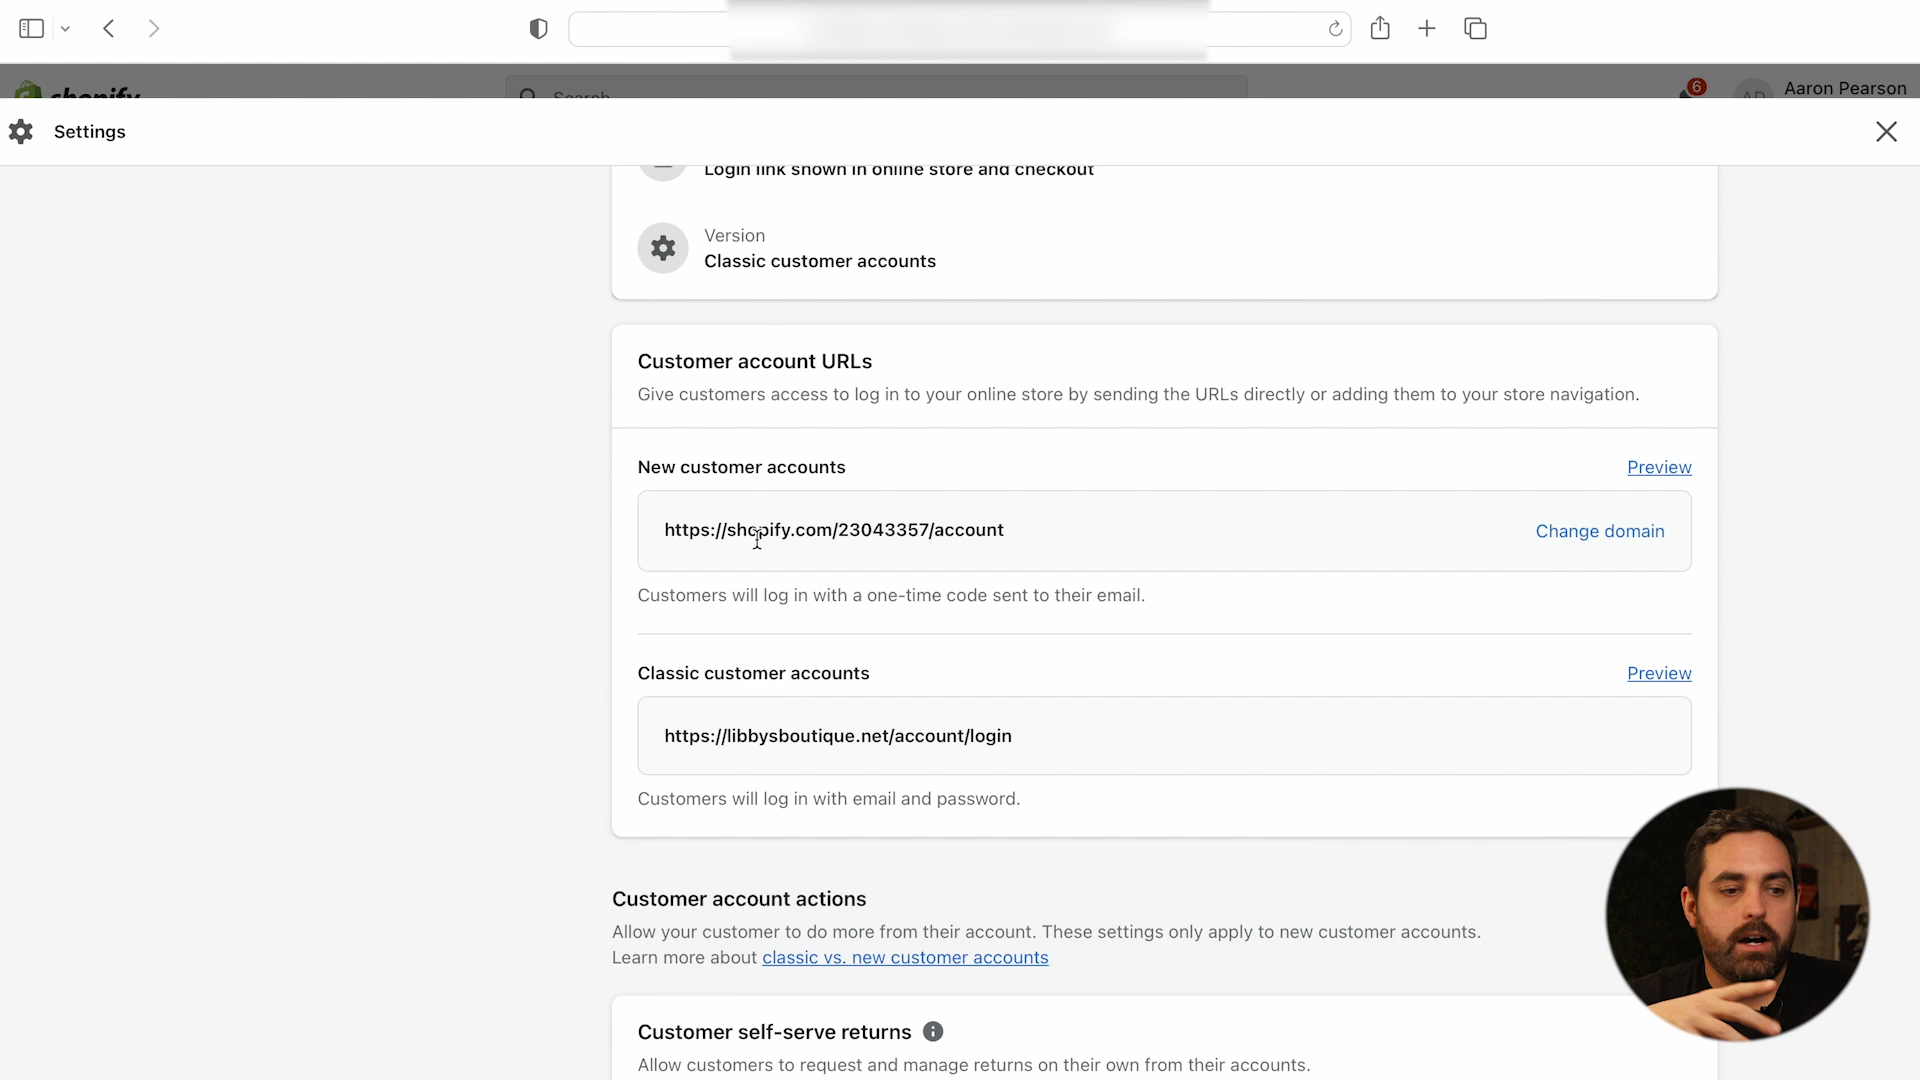 shopify
Search
6
Aaron Pearson
Settings
Login link shown in online store and checkout
Version
Classic customer accounts
Customer account URLs
Give customers access to log in to your online store by sending the URLs directly or adding them to your store navigation.
New customer accounts
Preview
https://shopify.com/23043357/account
Change domain
Customers will log in with a one-time code sent to their email.
Classic customer accounts
Preview
https://libbysboutique.net/account/login
Customers will log in with email and password.
Customer account actions
Allow your customer to do more from their account. These settings only apply to new customer accounts.
Learn more about classic vs. new customer accounts
Customer self-serve returns
Allow customers to request and manage returns on their own from their accounts.